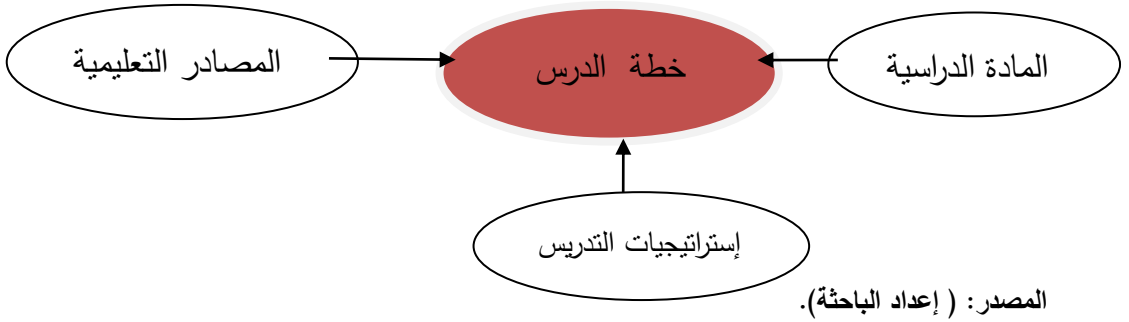 المادة الدراسية
خطة الدرس
المصادر التعليمية
إستراتيجيات التدريس
المصدر: ( إعداد الباحثة).